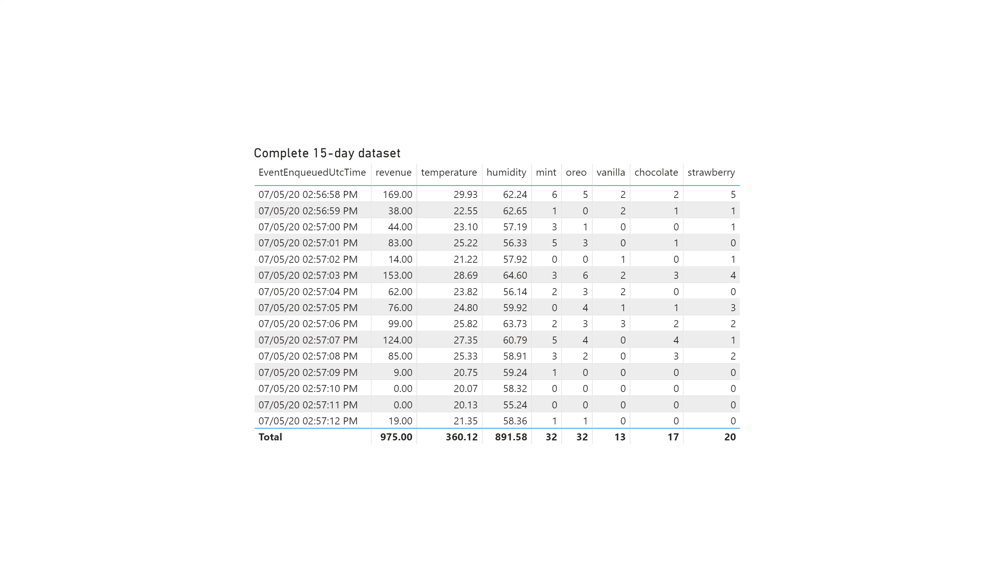 Complete 15-day dataset
EventEnqueuedUtcTime revenue temperature humidity mint oreo vanilla chocolate strawberry
07/05/20 02:56:58 PM 169.00 29.93 62.24 6 5 2 2 5
07/05/20 02:56:59 PM 38.00 22.55 62.65 1 0 2 1 1
07/05/20 02:57:00 PM 44.00 23.10 57.19 3 1 0 0 1
07/05/20 02:57:01 PM 83.00 25.22 56.33 5 3 0 1 0
07/05/20 02:57:02 PM 14.00 21.22 57.92 0 0 1 0 1
07/05/20 02:57:03 PM 153.00 28.69 64.60 3 6 2 3 4
07/05/20 02:57:04 PM 62.00 23.82 56.14 2 3 2 0 0
07/05/20 02:57:05 PM 76.00 24.80 59.92 0 4 1 1 3
07/05/20 02:57:06 PM 99.00 25.82 63.73 2 3 3 2 2
07/05/20 02:57:07 PM 124.00 27.35 60.79 5 4 0 4 1
07/05/20 02:57:08 PM 85.00 25.33 58.91 3 2 0 3 2
07/05/20 02:57:09 PM 9.00 20.75 59.24 1 0 0 0 0
07/05/20 02:57:10 PM 0.00 20.07 58.32 0 0 0 0 0
07/05/20 02:57:11 PM 0.00 20.13 55.24 0 0 0 0 0
07/05/20 02:57:12 PM 19.00 21.35 58.36 1 1 0 0 0
Total 975.00 360.12 891.58 32 32 13 17 20